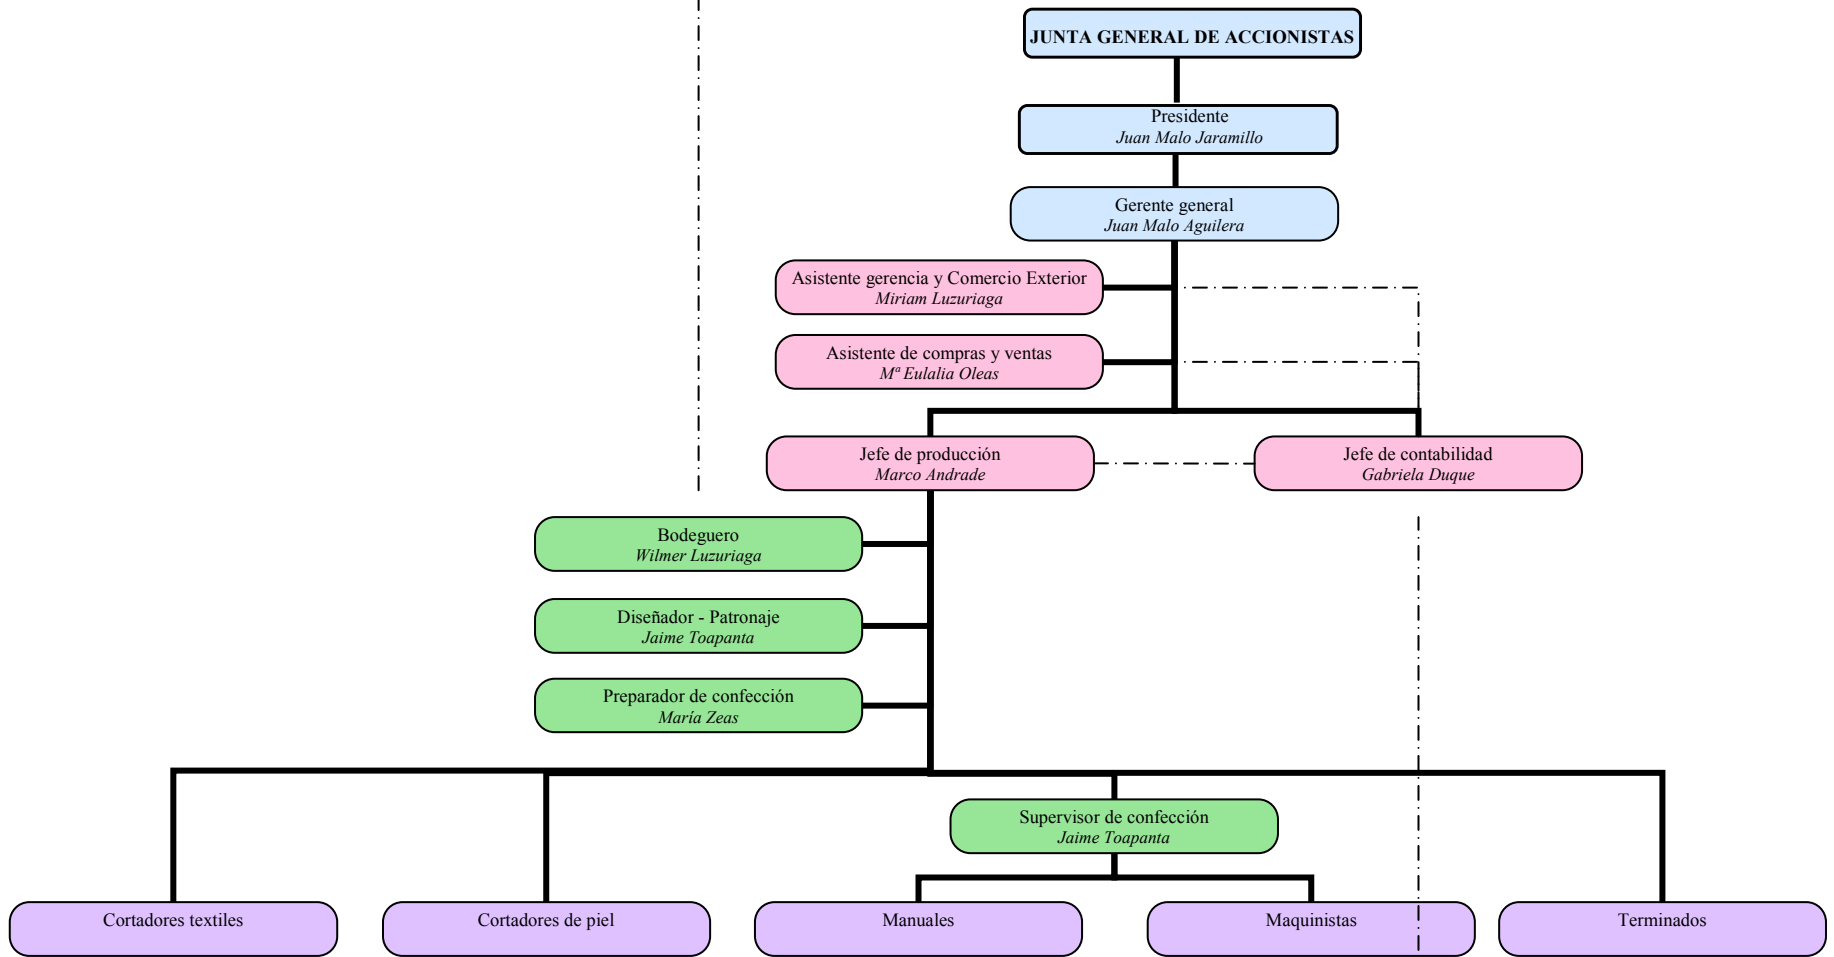 JUNTA GENERAL DE ACCIONISTAS
Presidente
Juan Malo Jaramillo
Gerente general
Juan Malo Aguilera
Asistente gerencia y Comercio Exterior
Miriam Luzuriaga
Asistente de compras y ventas
Mª Eulalia Oleas
Jefe de producción
Marco Andrade
Jefe de contabilidad
Gabriela Duque
Bodeguero
Wilmer Luzuriaga
Diseñador - Patronaje
Jaime Toapanta
Preparador de confección
María Zeas
Supervisor de confección
Jaime Toapanta
Cortadores textiles
Cortadores de piel
Manuales
Maquinistas
Terminados